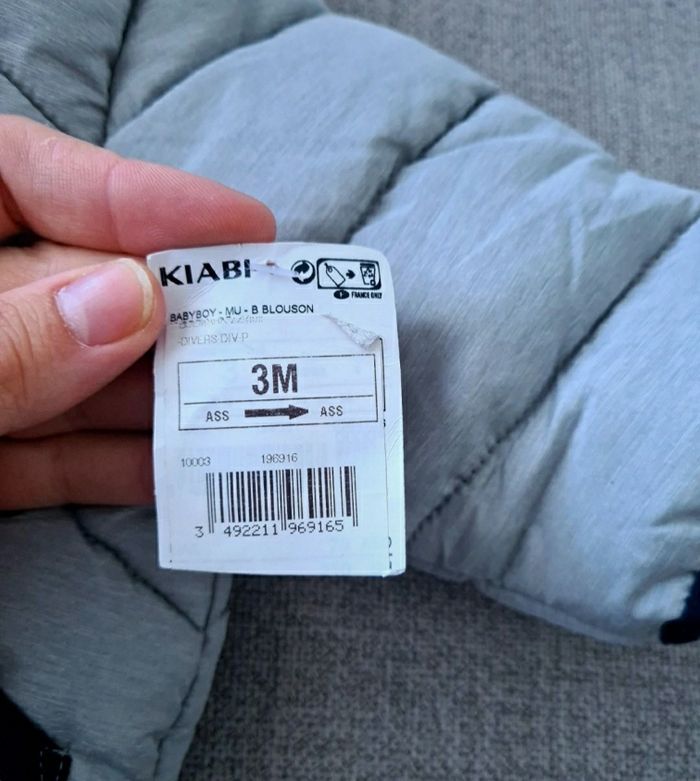 KIABI
FRANCE ONLY
BABYBOY - MU - B BLOUSON
-DIVERS DIV-P
3M
ASS ASS
10003 196916
3 492211 969165